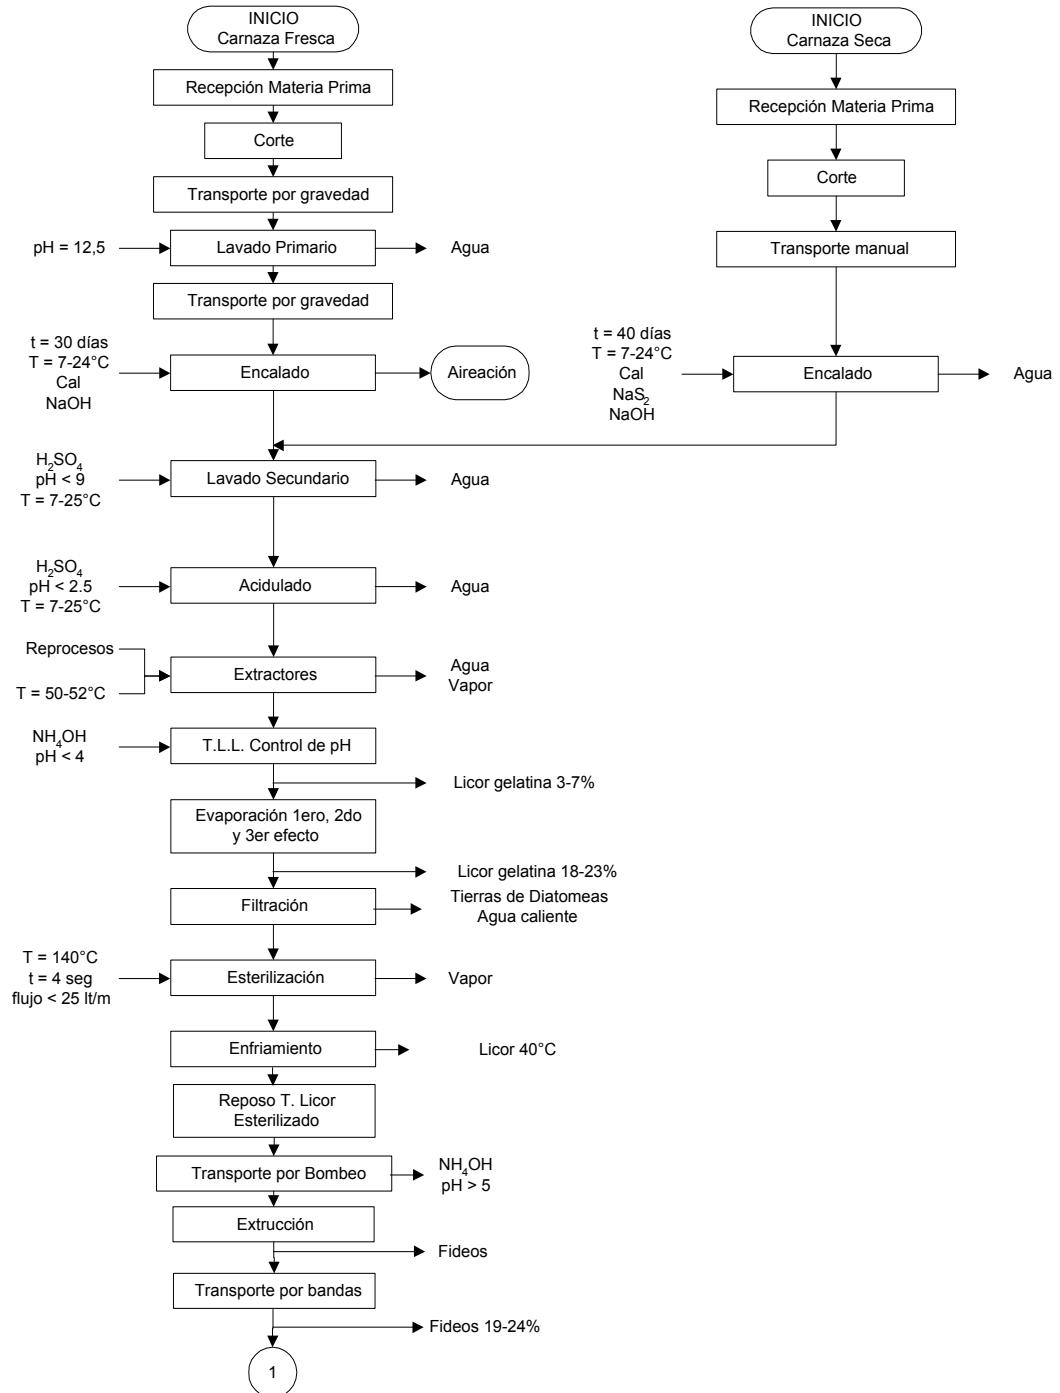 INICIO
Carnaza Fresca
INICIO
Carnaza Seca
Recepción Materia Prima
Recepción Materia Prima
Corte
Corte
Transporte por gravedad
pH = 12,5
Lavado Primario
Agua
Transporte manual
Transporte por gravedad
t = 30 días
T = 7-24°C
Cal
NaOH
Encalado
Aireación
t = 40 días
T = 7-24°C
Cal
NaS₂
NaOH
Encalado
Agua
H₂SO₄
pH < 9
T = 7-25°C
Lavado Secundario
Agua
H₂SO₄
pH < 2.5
T = 7-25°C
Acidulado
Agua
Reprocesos
T = 50-52°C
Extractores
Agua
Vapor
NH₄OH
pH < 4
T.L.L. Control de pH
Licor gelatina 3-7%
Evaporación 1ero, 2do
y 3er efecto
Licor gelatina 18-23%
Filtración
Tierras de Diatomeas
Agua caliente
T = 140°C
t = 4 seg
flujo < 25 lt/m
Esterilización
Vapor
Enfriamiento
Licor 40°C
Reposo T. Licor
Esterilizado
Transporte por Bombeo
NH₄OH
pH > 5
Extrucción
Fideos
Transporte por bandas
Fideos 19-24%
1